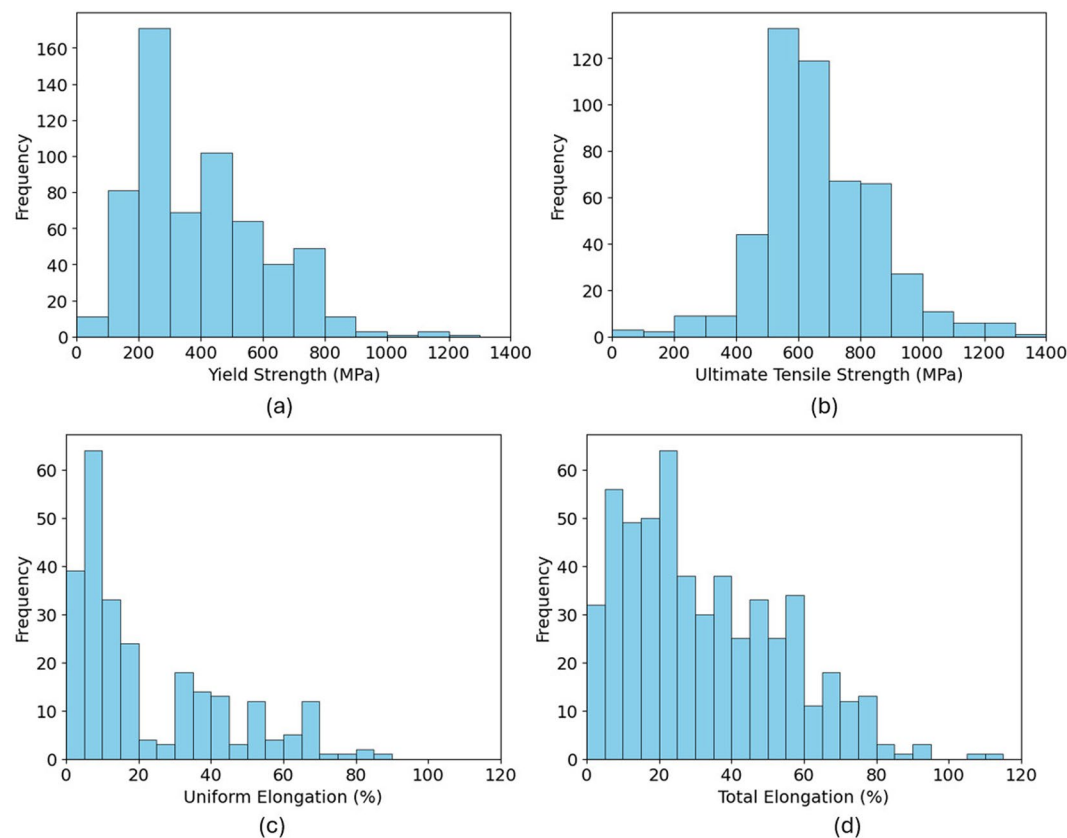 160
140
120
100
80
60
40
20
0
Frequency
0 200 400 600 800 1000 1200 1400
Yield Strength (MPa)
(a)
120
100
80
60
40
20
0
Frequency
0 200 400 600 800 1000 1200 1400
Ultimate Tensile Strength (MPa)
(b)
60
50
40
30
20
10
0
Frequency
0 20 40 60 80 100 120
Uniform Elongation (%)
(c)
60
50
40
30
20
10
0
Frequency
0 20 40 60 80 100 120
Total Elongation (%)
(d)